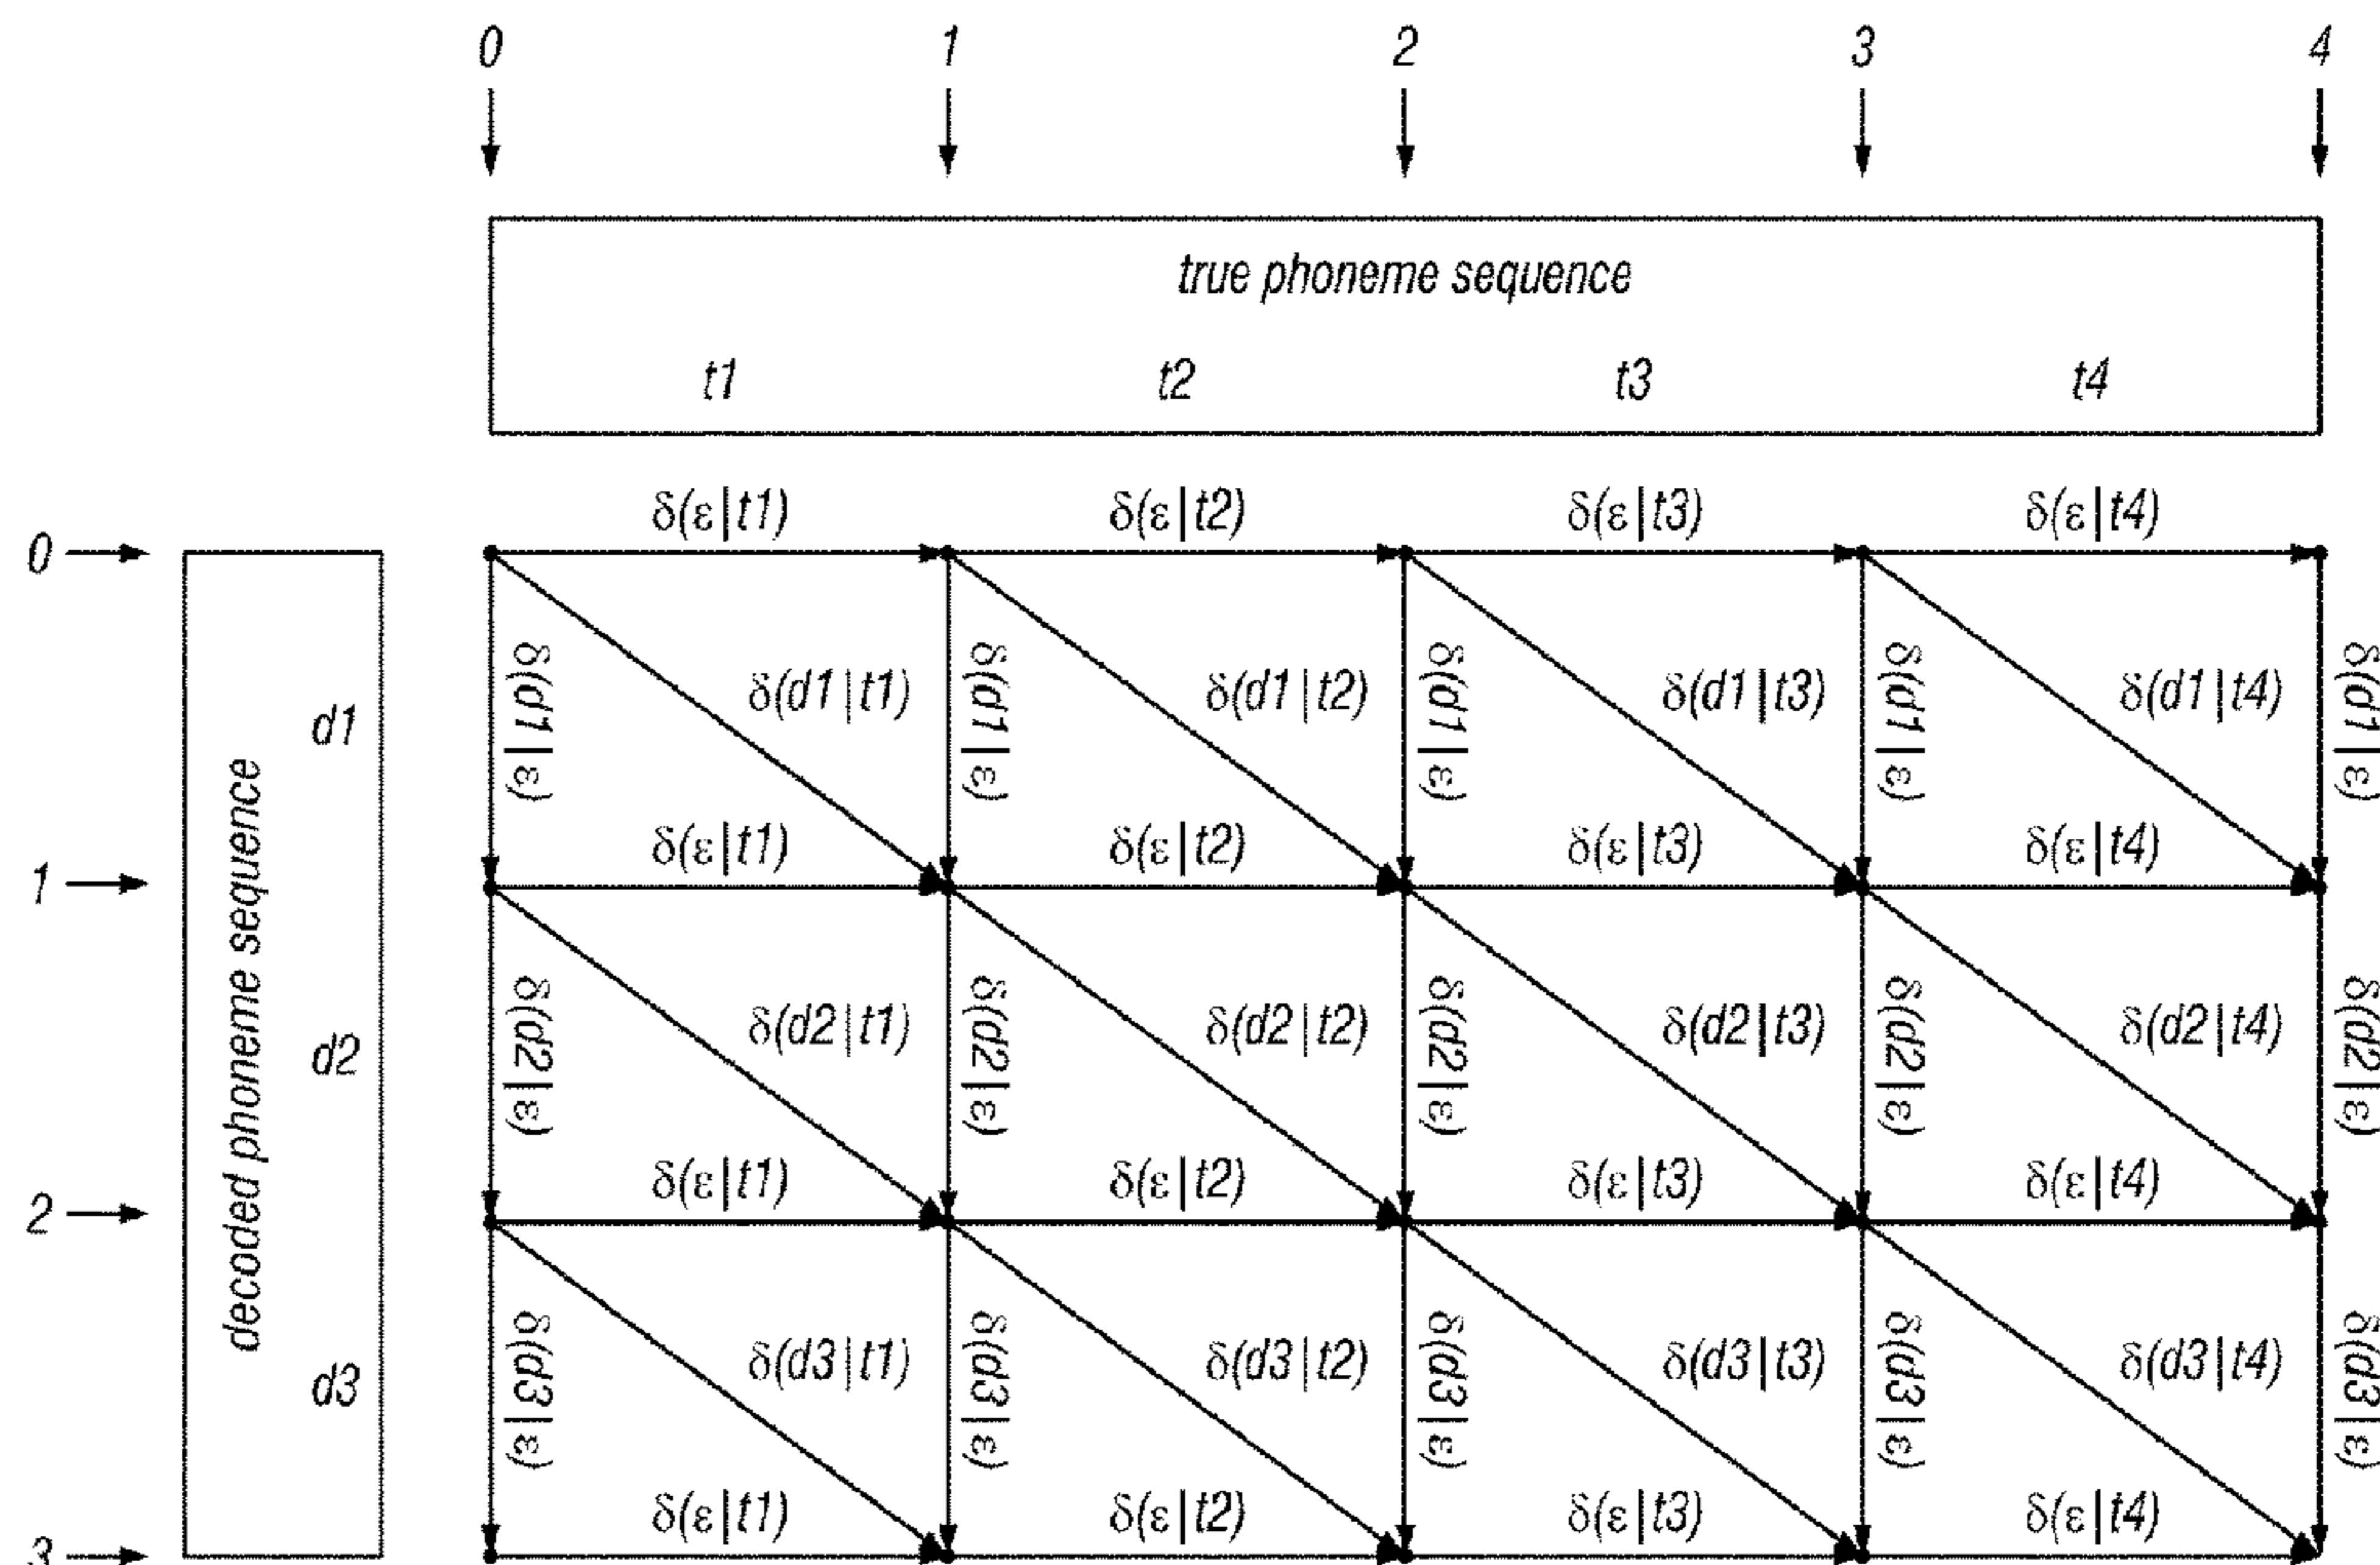 0 1 2 3 4
true phoneme sequence
t1 t2 t3 t4
δ(ε|t1) δ(ε|t2) δ(ε|t3) δ(ε|t4)
0
decoded phoneme sequence
d1
δ(d1|ε) δ(d1|t1) δ(d1|ε) δ(d1|t2) δ(d1|ε) δ(d1|t3) δ(d1|ε) δ(d1|t4) δ(d1|ε)
δ(ε|t1) δ(ε|t2) δ(ε|t3) δ(ε|t4)
1
d2
δ(d2|ε) δ(d2|t1) δ(d2|ε) δ(d2|t2) δ(d2|ε) δ(d2|t3) δ(d2|ε) δ(d2|t4) δ(d2|ε)
δ(ε|t1) δ(ε|t2) δ(ε|t3) δ(ε|t4)
2
d3
δ(d3|ε) δ(d3|t1) δ(d3|ε) δ(d3|t2) δ(d3|ε) δ(d3|t3) δ(d3|ε) δ(d3|t4) δ(d3|ε)
δ(ε|t1) δ(ε|t2) δ(ε|t3) δ(ε|t4)
3